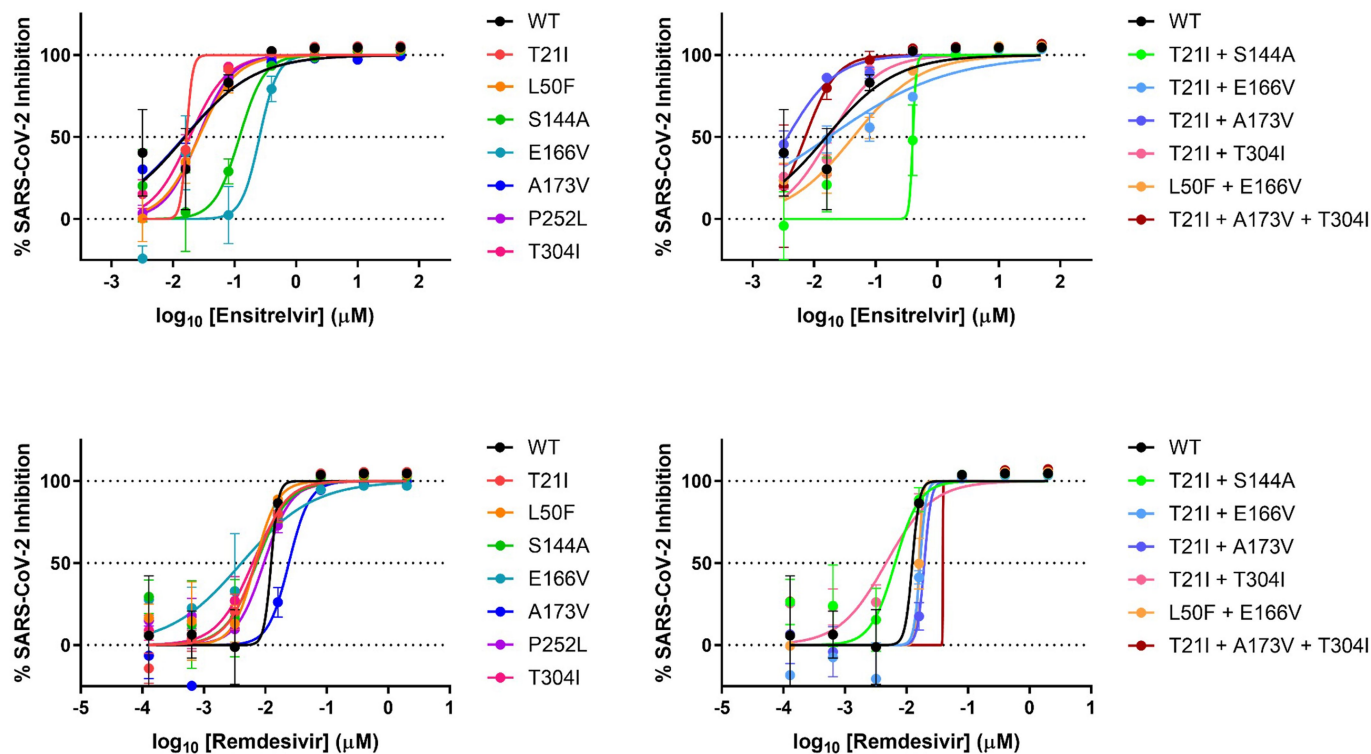 % SARS-CoV-2 Inhibition
100
50
0
-3
-2
-1
0
1
2
log10 [Ensitrelvir] (μM)
WT
T21I
L50F
S144A
E166V
A173V
P252L
T304I
% SARS-CoV-2 Inhibition
100
50
0
-3
-2
-1
0
1
2
log10 [Ensitrelvir] (μM)
WT
T21I + S144A
T21I + E166V
T21I + A173V
T21I + T304I
L50F + E166V
T21I + A173V + T304I
% SARS-CoV-2 Inhibition
100
50
0
-5
-4
-3
-2
-1
0
1
log10 [Remdesivir] (μM)
WT
T21I
L50F
S144A
E166V
A173V
P252L
T304I
% SARS-CoV-2 Inhibition
100
50
0
-5
-4
-3
-2
-1
0
1
log10 [Remdesivir] (μM)
WT
T21I + S144A
T21I + E166V
T21I + A173V
T21I + T304I
L50F + E166V
T21I + A173V + T304I